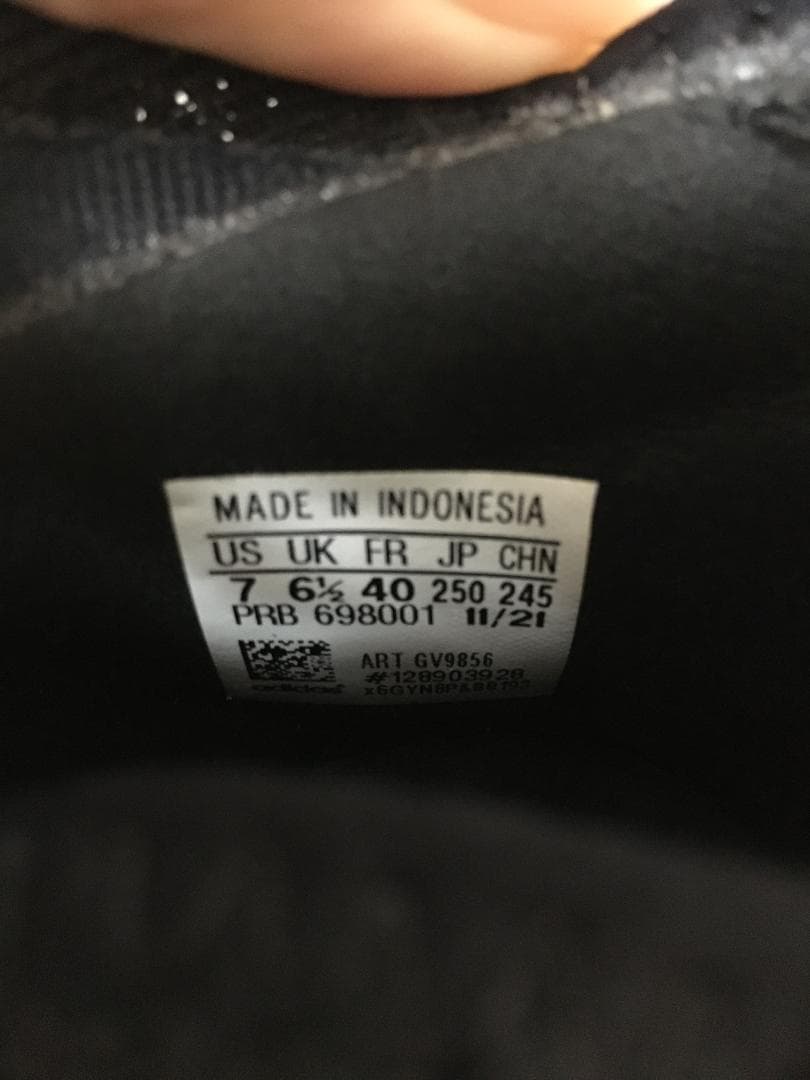 MADE IN INDONESIA
US UK FR JP CHN
7 6½ 40 250 245
PRB 698001 11/21
ART GV9856
#128903928
adidas